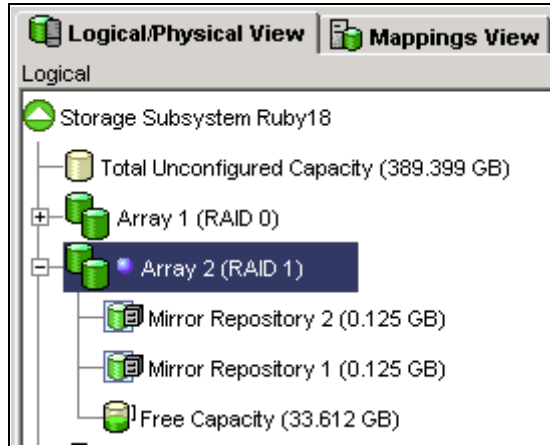 Logical/Physical View
Mappings View
Logical
Storage Subsystem Ruby18
Total Unconfigured Capacity (389.399 GB)
Array 1 (RAID 0)
Array 2 (RAID 1)
Mirror Repository 2 (0.125 GB)
Mirror Repository 1 (0.125 GB)
Free Capacity (33.612 GB)